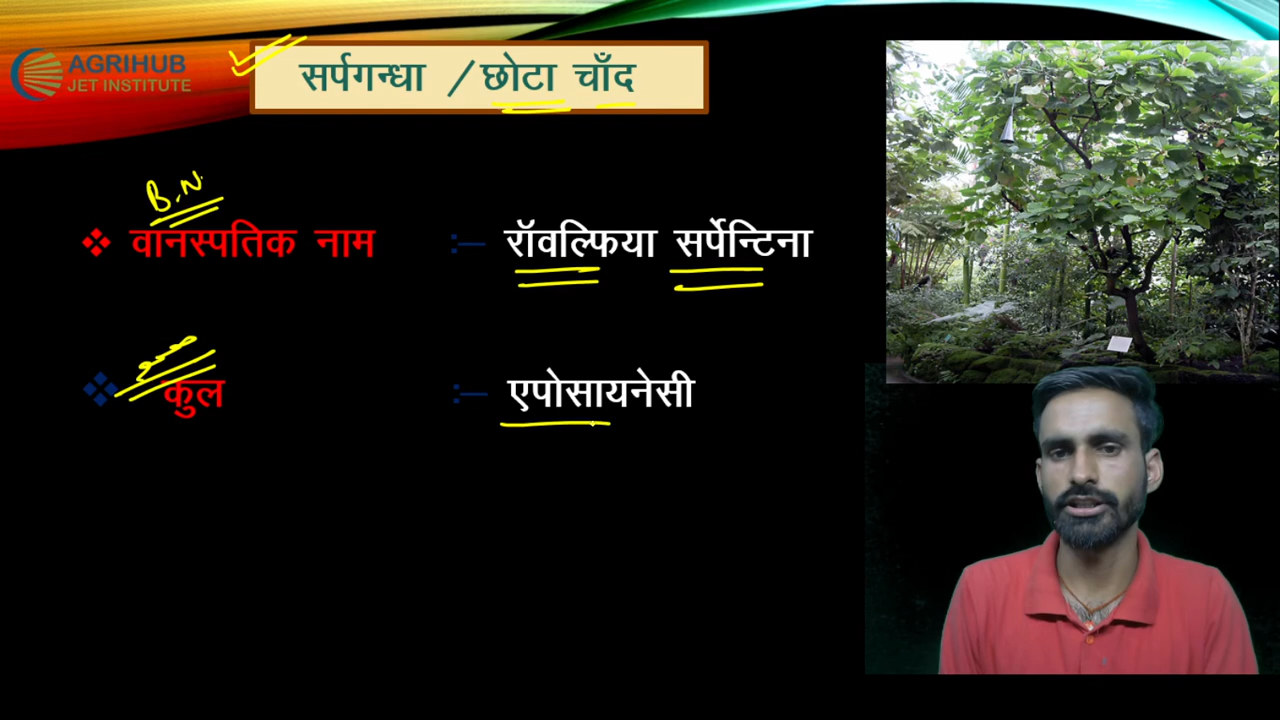 AGRIHUB
JET INSTITUTE
सर्पगन्धा / छोटा चाँद
B.N.
❖ वानस्पतिक नाम :– रॉवल्फिया सर्पेन्टिना
❖ कुल :– एपोसायनेसी